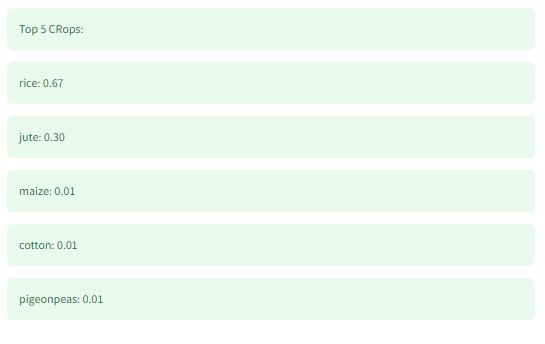 Top 5 CRops:
rice: 0.67
jute: 0.30
maize: 0.01
cotton: 0.01
pigeonpeas: 0.01